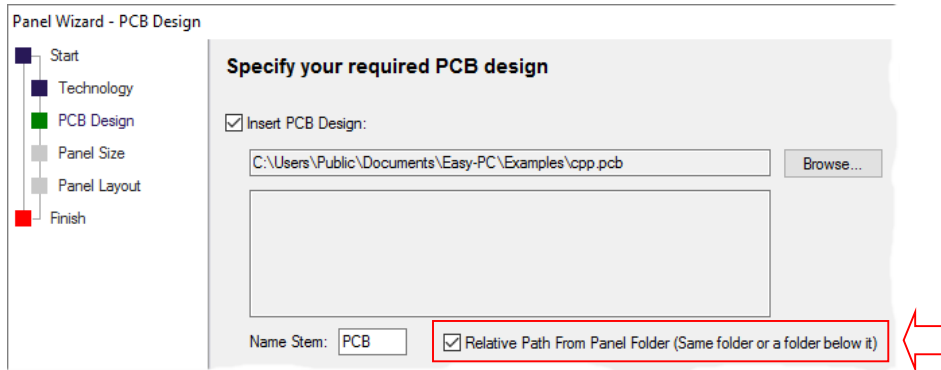 Panel Wizard - PCB Design
Start
Technology
PCB Design
Panel Size
Panel Layout
Finish
Specify your required PCB design
Insert PCB Design:
C:\Users\Public\Documents\Easy-PC\Examples\cpp.pcb
Browse...
Name Stem: PCB
Relative Path From Panel Folder (Same folder or a folder below it)